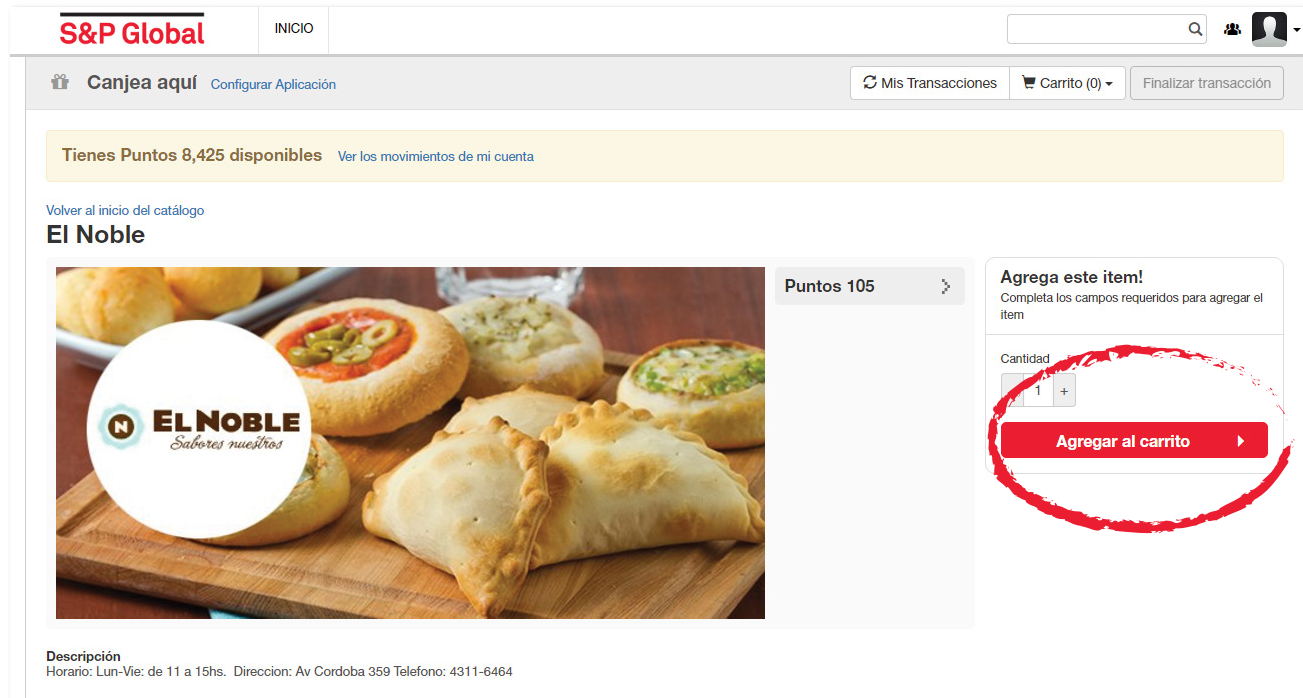 S&P Global
INICIO
Canjea aquí
Configurar Aplicación
Mis Transacciones
Carrito (0)
Finalizar transacción
Tienes Puntos 8,425 disponibles
Ver los movimientos de mi cuenta
Volver al inicio del catálogo
El Noble
N
EL NOBLE
Sabores nuestros
Puntos 105
Agrega este item!
Completa los campos requeridos para agregar el
item
Cantidad
1 +
Agregar al carrito
Descripción
Horario: Lun-Vie: de 11 a 15hs. Direccion: Av Cordoba 359 Telefono: 4311-6464